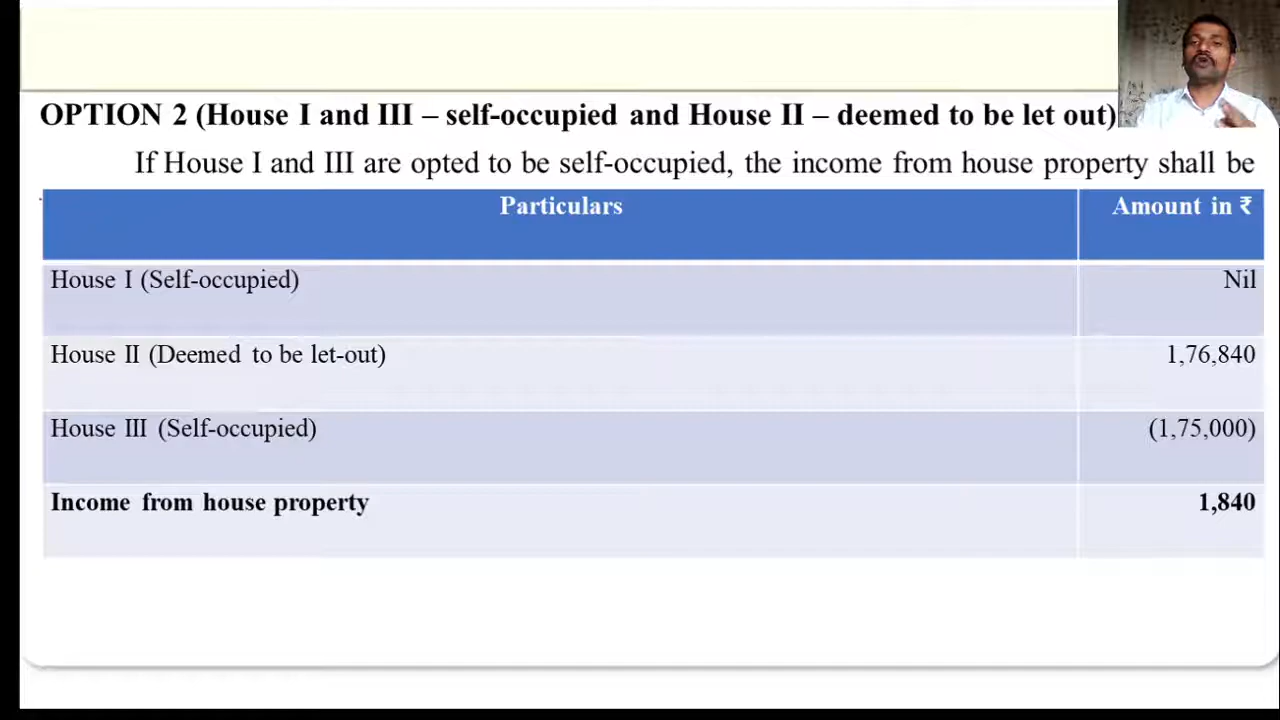 OPTION 2 (House I and III – self-occupied and House II – deemed to be let out)
If House I and III are opted to be self-occupied, the income from house property shall be
Particulars Amount in ₹
House I (Self-occupied) Nil
House II (Deemed to be let-out) 1,76,840
House III (Self-occupied) (1,75,000)
Income from house property 1,840